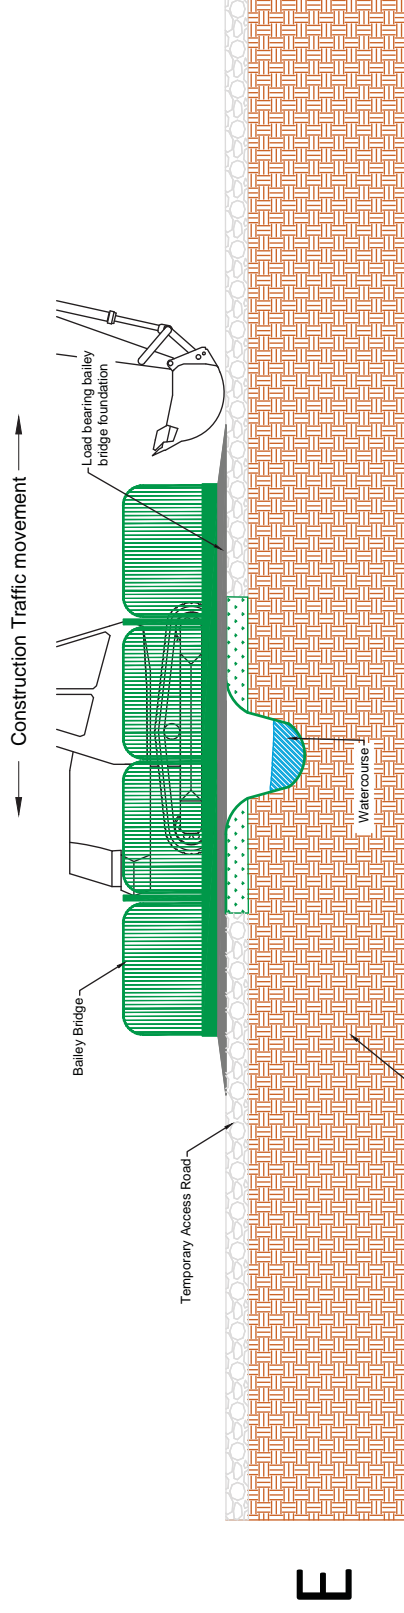 Construction Traffic movement
Load bearing bailey
bridge foundation
Bailey Bridge
Watercourse
Temporary Access Road
E